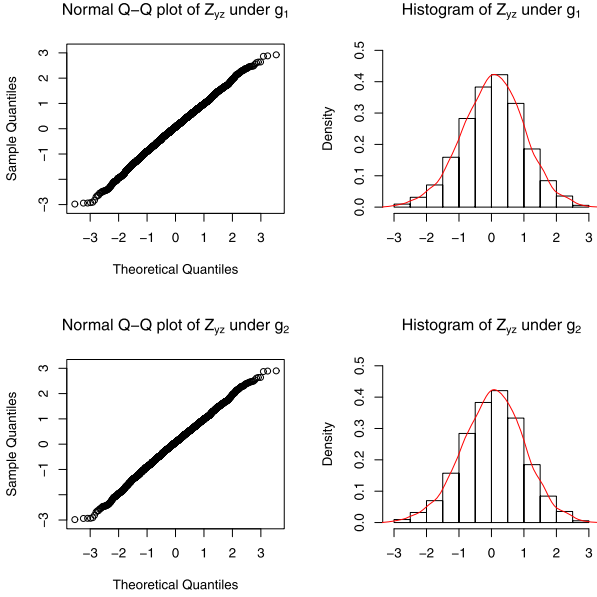 Normal Q−Q plot of Zyz under g1
Sample Quantiles
3
2
1
0
−1
−3
−3 −2 −1 0 1 2 3
Theoretical Quantiles
Histogram of Zyz under g1
Density
0.5
0.4
0.3
0.2
0.1
0.0
−3 −2 −1 0 1 2 3
Normal Q−Q plot of Zyz under g2
Sample Quantiles
3
2
1
0
−1
−3
−3 −2 −1 0 1 2 3
Theoretical Quantiles
Histogram of Zyz under g2
Density
0.5
0.4
0.3
0.2
0.1
0.0
−3 −2 −1 0 1 2 3